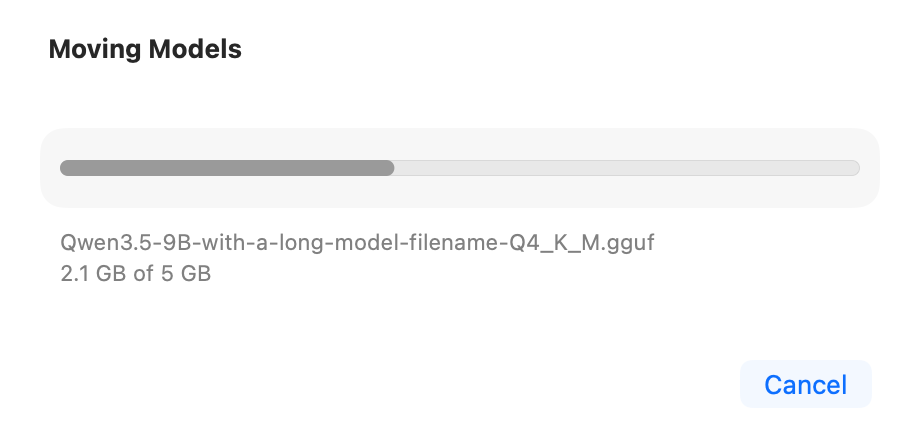 Moving Models
Qwen3.5-9B-with-a-long-model-filename-Q4_K_M.gguf
2.1 GB of 5 GB
Cancel